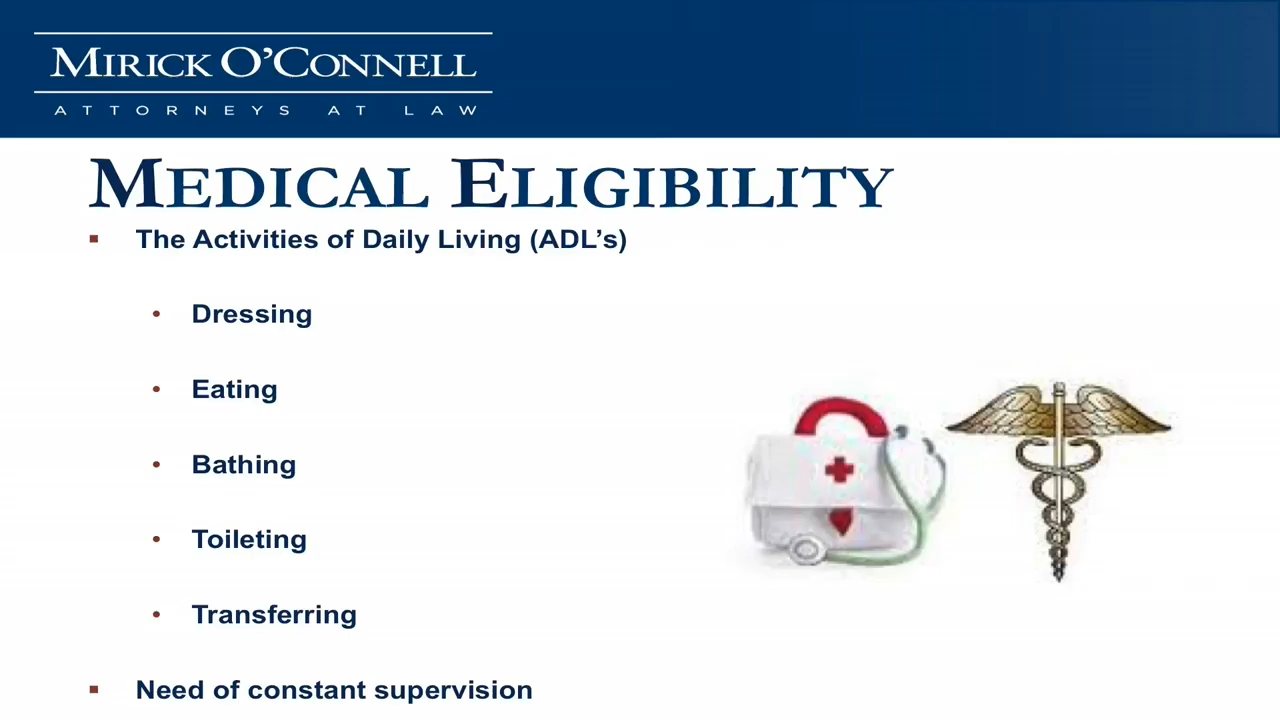 MIRICK O'CONNELL
ATTORNEYS AT LAW
MEDICAL ELIGIBILITY
▪ The Activities of Daily Living (ADL’s)
• Dressing
• Eating
• Bathing
• Toileting
• Transferring
▪ Need of constant supervision